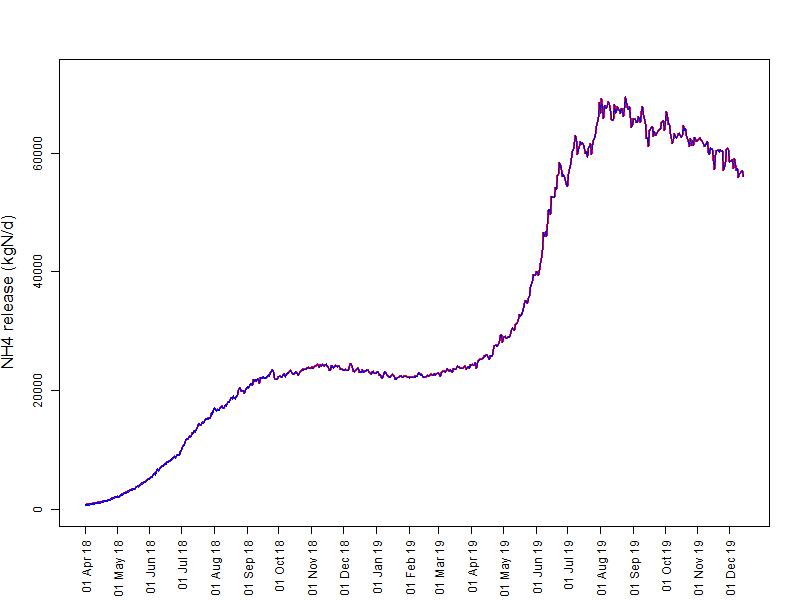 NH4 release (kgN/d)
60000
40000
20000
0
01 Apr 18
01 May 18
01 Jun 18
01 Jul 18
01 Aug 18
01 Sep 18
01 Oct 18
01 Nov 18
01 Dec 18
01 Jan 19
01 Feb 19
01 Mar 19
01 Apr 19
01 May 19
01 Jun 19
01 Jul 19
01 Aug 19
01 Sep 19
01 Oct 19
01 Nov 19
01 Dec 19